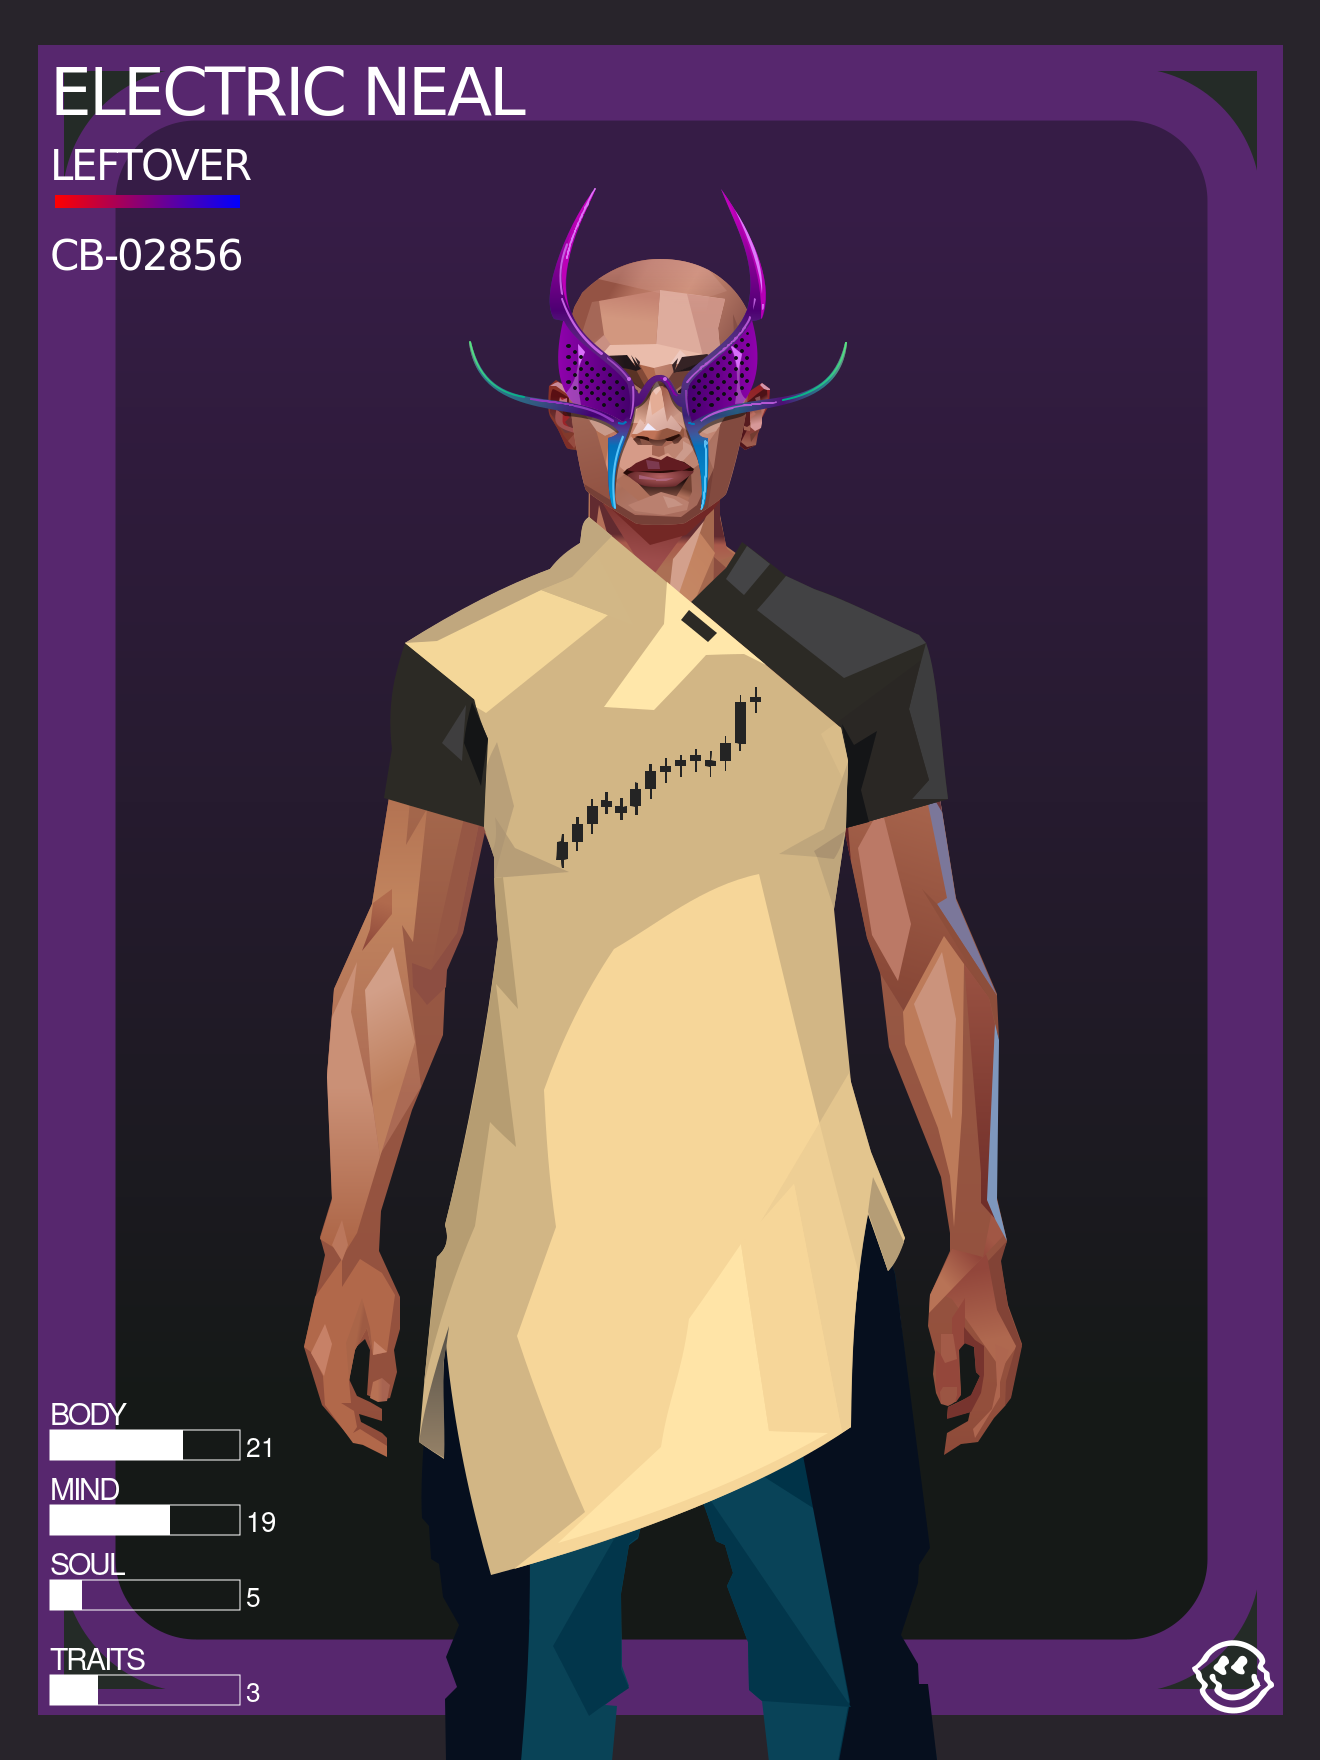 ELECTRIC NEAL
LEFTOVER
CB-02856
BODY
21
MIND
19
SOUL
5
TRAITS
3